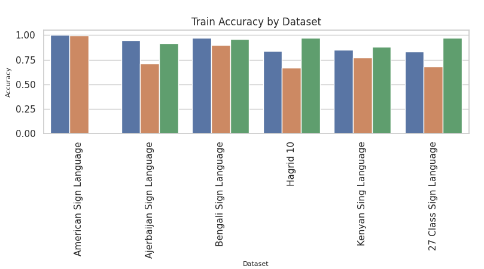 Train Accuracy by Dataset
Accuracy
1.00
0.75
0.50
0.25
0.00
American Sign Language
Ajerbaijan Sign Language
Bengali Sign Language
Hagrid 10
Kenyan Sing Language
27 Class Sign Language
Dataset